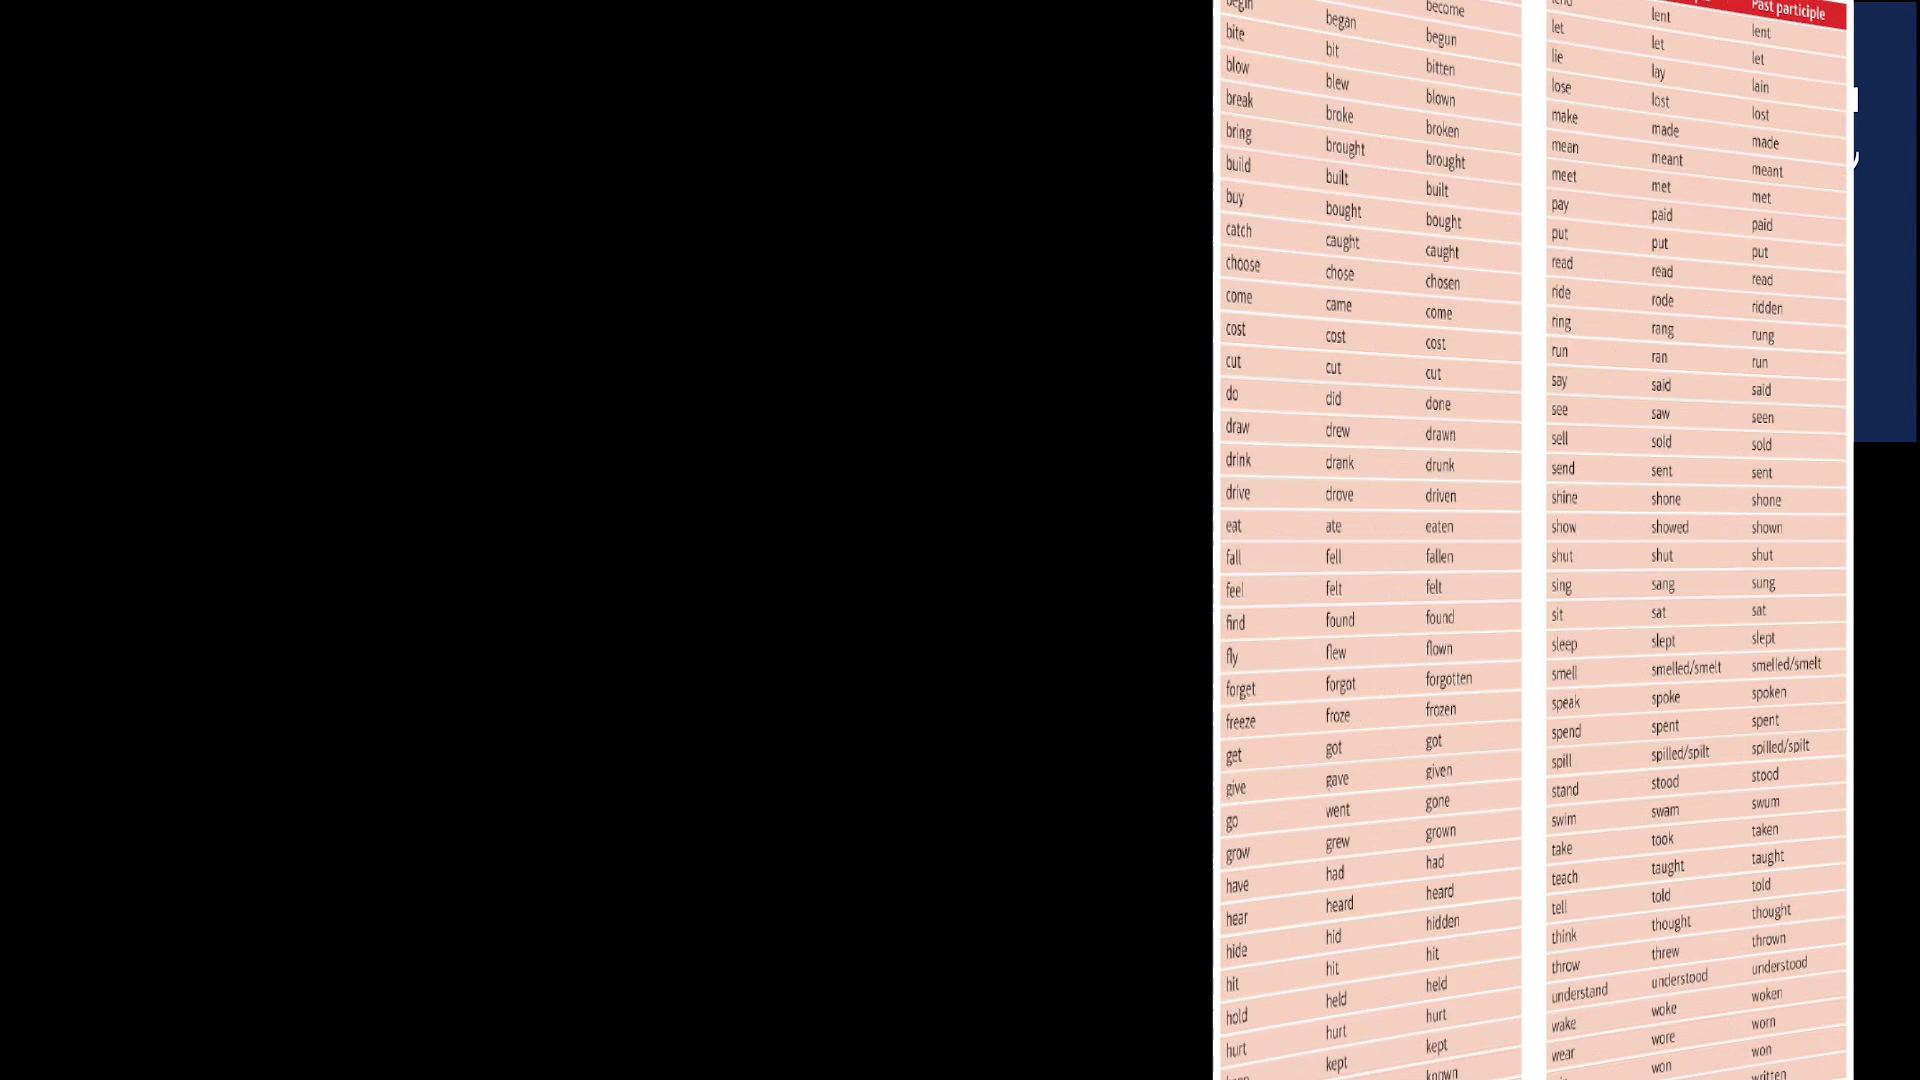 become
begin began begun
bite bit bitten
blow blew blown
break broke broken
bring brought brought
build built built
buy bought bought
catch caught caught
choose chose chosen
come came come
cost cost cost
cut cut cut
do did done
draw drew drawn
drink drank drunk
drive drove driven
eat ate eaten
fall fell fallen
feel felt felt
find found found
fly flew flown
forget forgot forgotten
freeze froze frozen
get got got
give gave given
go went gone
grow grew grown
have had had
hear heard heard
hide hid hidden
hit hit hit
hold held held
hurt hurt hurt
kept kept
known
Past participle
lend lent lent
let let let
lie lay lain
lose lost lost
make made made
mean meant meant
meet met met
pay paid paid
put put put
read read read
ride rode ridden
ring rang rung
run ran run
say said said
see saw seen
sell sold sold
send sent sent
shine shone shone
show showed shown
shut shut shut
sing sang sung
sit sat sat
sleep slept slept
smell smelled/smelt smelled/smelt
speak spoke spoken
spend spent spent
spill spilled/spilt spilled/spilt
stand stood stood
swim swam swum
take took taken
teach taught taught
tell told told
think thought thought
throw threw thrown
understand understood understood
wake woke woken
wear wore worn
won won
written